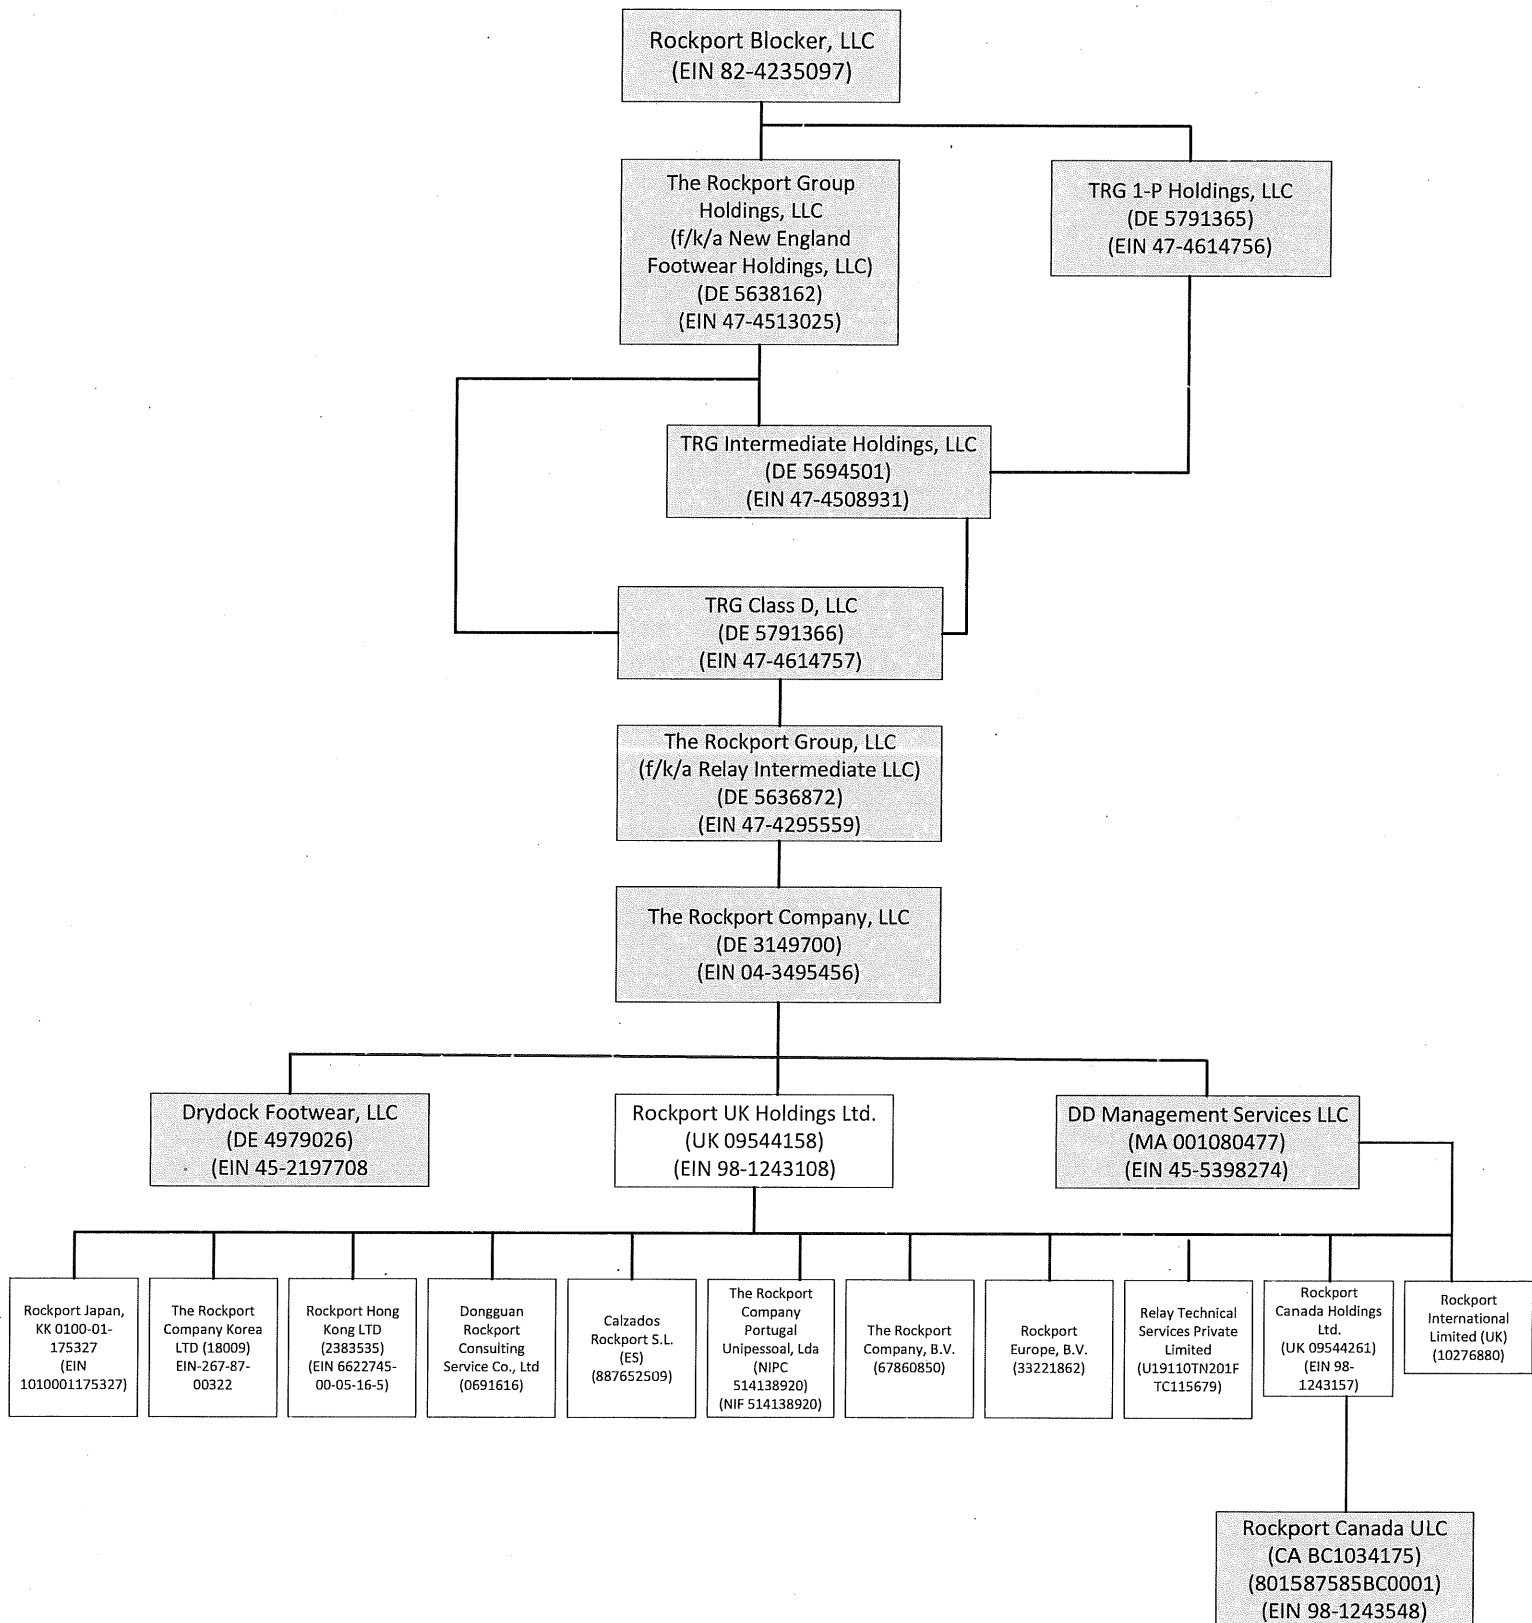 Rockport Blocker, LLC
(EIN 82-4235097)
The Rockport Group
Holdings, LLC
(f/k/a New England
Footwear Holdings, LLC)
(DE 5638162)
(EIN 47-4513025)
TRG 1-P Holdings, LLC
(DE 5791365)
(EIN 47-4614756)
TRG Intermediate Holdings, LLC
(DE 5694501)
(EIN 47-4508931)
TRG Class D, LLC
(DE 5791366)
(EIN 47-4614757)
The Rockport Group, LLC
(f/k/a Relay Intermediate LLC)
(DE 5636872)
(EIN 47-4295559)
The Rockport Company, LLC
(DE 3149700)
(EIN 04-3495456)
Drydock Footwear, LLC
(DE 4979026)
(EIN 45-2197708
Rockport UK Holdings Ltd.
(UK 09544158)
(EIN 98-1243108)
DD Management Services LLC
(MA 001080477)
(EIN 45-5398274)
Rockport Japan,
KK 0100-01-
175327
(EIN
1010001175327)
The Rockport
Company Korea
LTD (18009)
EIN-267-87-
00322
Rockport Hong
Kong LTD
(2383535)
(EIN 6622745-
00-05-16-5)
Dongguan
Rockport
Consulting
Service Co., Ltd
(0691616)
Calzados
Rockport S.L.
(ES)
(887652509)
The Rockport
Company
Portugal
Unipessoal, Lda
(NIPC
514138920)
(NIF 514138920)
The Rockport
Company, B.V.
(67860850)
Rockport
Europe, B.V.
(33221862)
Relay Technical
Services Private
Limited
(U19110TN201F
TC115679)
Rockport
Canada Holdings
Ltd.
(UK 09544261)
(EIN 98-
1243157)
Rockport
International
Limited (UK)
(10276880)
Rockport Canada ULC
(CA BC1034175)
(801587585BC0001)
(EIN 98-1243548)